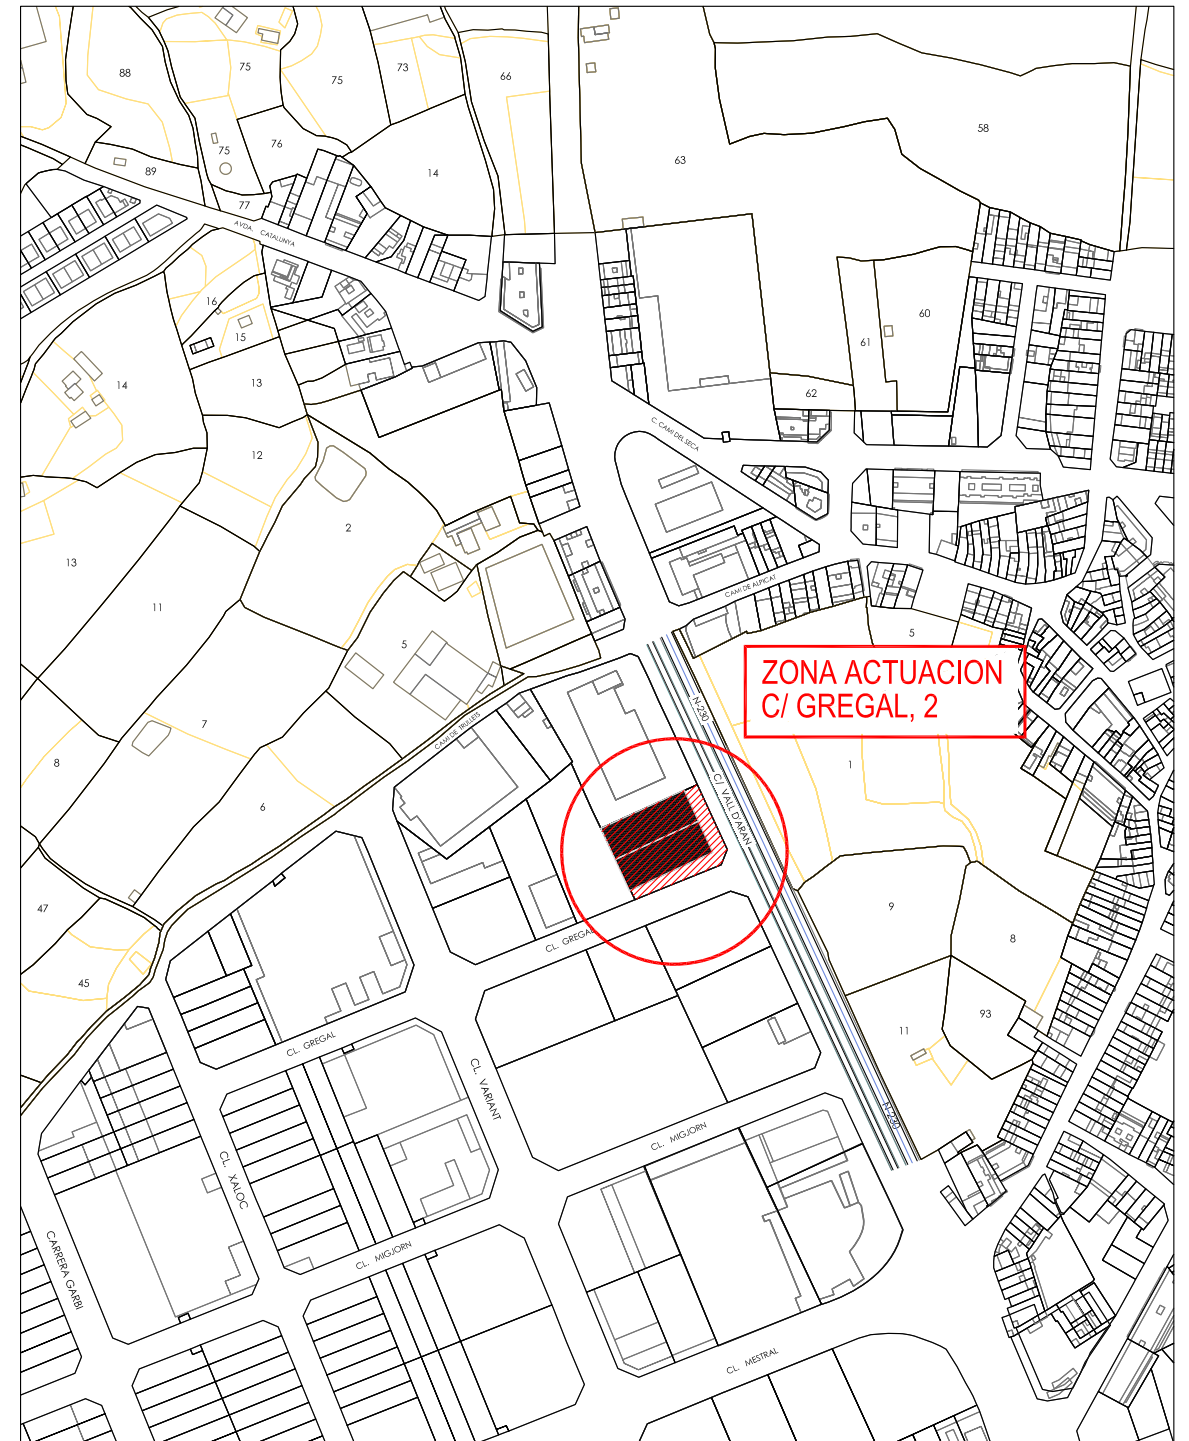 88
75
75
73
66
58
75
76
63
14
89
77
AVDA. CATALUNYA
16
15
60
61
14
13
62
C. CAMI DEL SECA
12
2
13
CAMI DE ALPICAT
11
5
5
ZONA ACTUACION
C/ GREGAL, 2
N-230
7
CAMI DE TRULLEIS
8
1
C/ VALL D'ARAN
6
47
9
CL. GREGAL
8
45
93
11
CL. GREGAL
CL. VARIANT
N-230
CL. MIGJORN
CL. XALOC
CARRERA GARBI
CL. MIGJORN
CL. MESTRAL